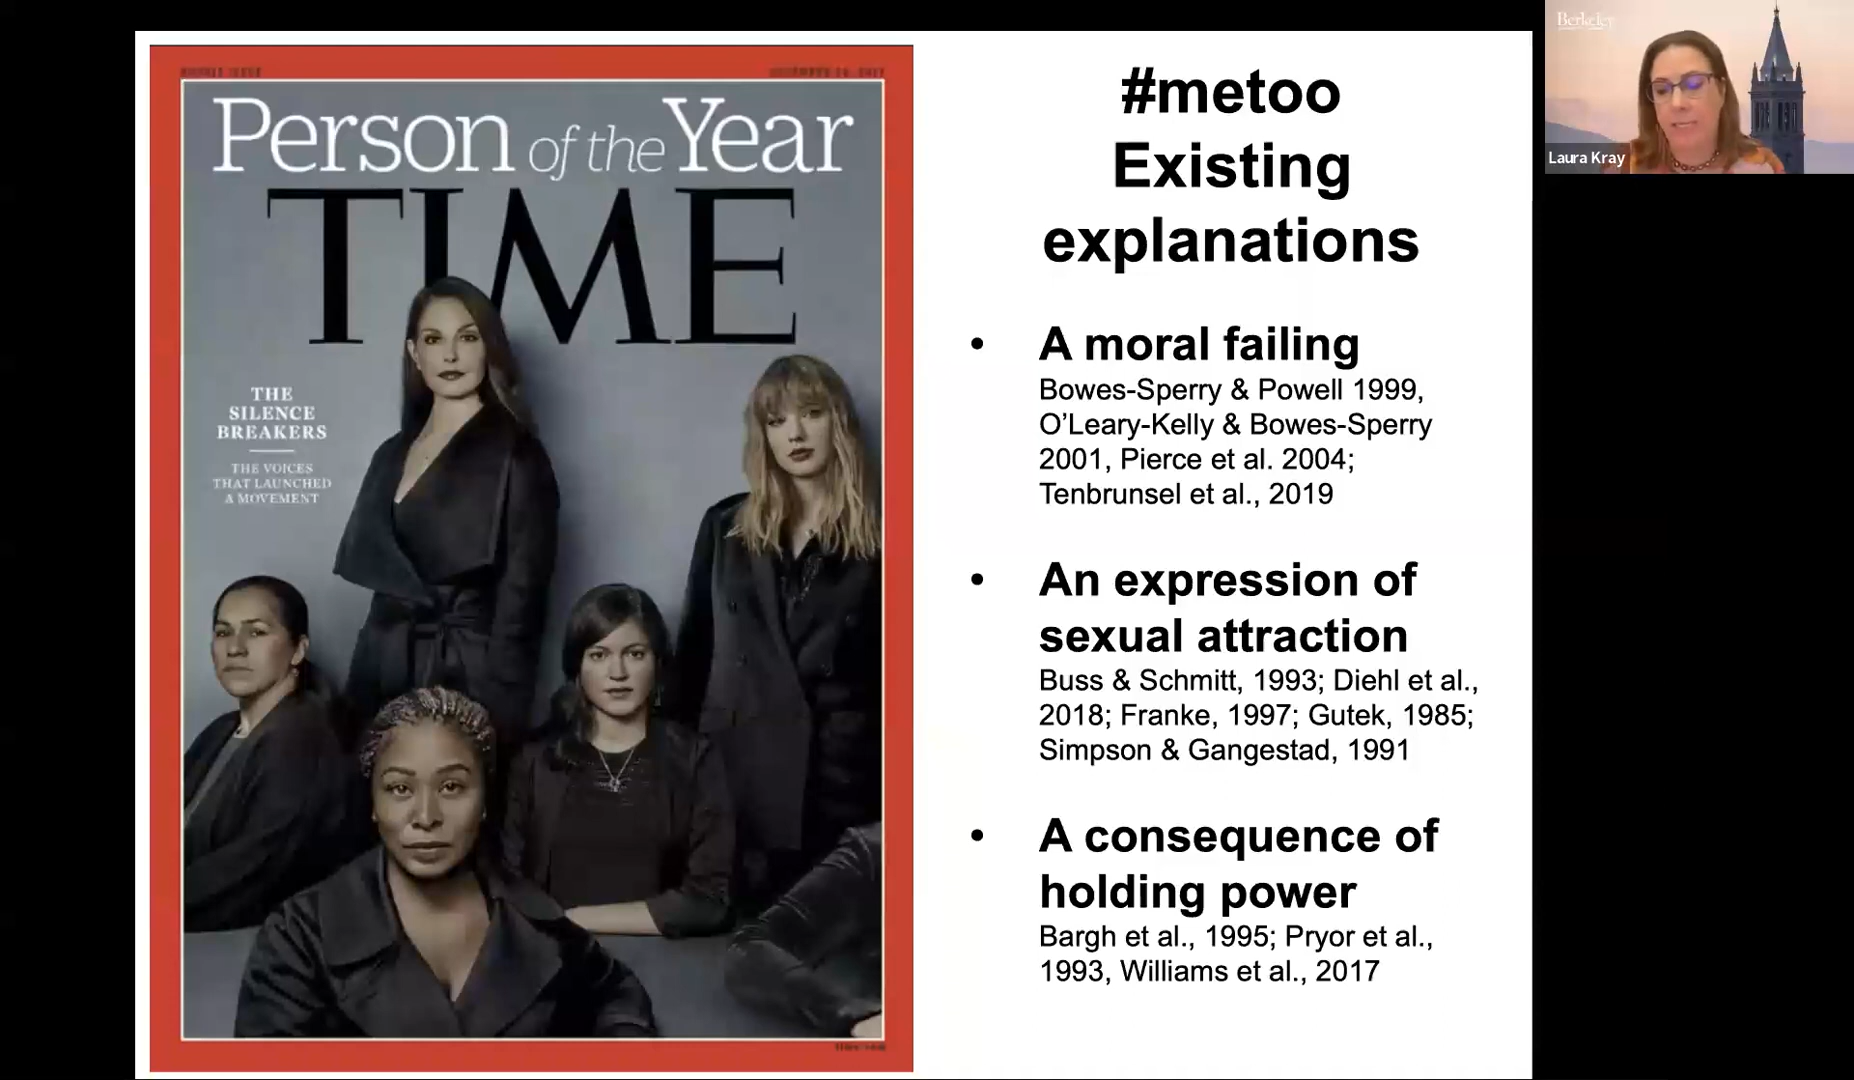 Person of the Year
TIME
THE
SILENCE
BREAKERS
THE VOICES
THAT LAUNCHED
A MOVEMENT
#metoo
Existing
explanations
• A moral failing
Bowes-Sperry & Powell 1999,
O’Leary-Kelly & Bowes-Sperry
2001, Pierce et al. 2004;
Tenbrunsel et al., 2019
• An expression of
sexual attraction
Buss & Schmitt, 1993; Diehl et al.,
2018; Franke, 1997; Gutek, 1985;
Simpson & Gangestad, 1991
• A consequence of
holding power
Bargh et al., 1995; Pryor et al.,
1993, Williams et al., 2017
Berkeley
Laura Kray